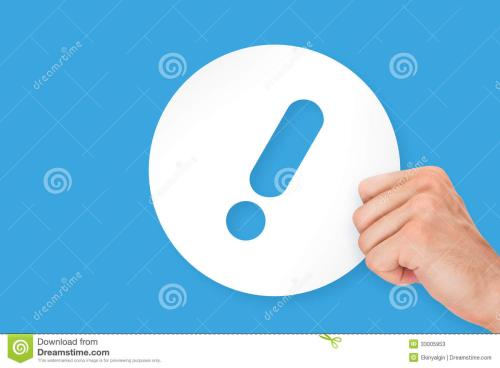 dreamstime
dreamstime
dreamstime
dreamstime
dreamstime
!
Download from
Dreamstime.com
This watermarked comp image is for previewing purposes only.
33005953
Ekinyalgin | Dreamstime.com